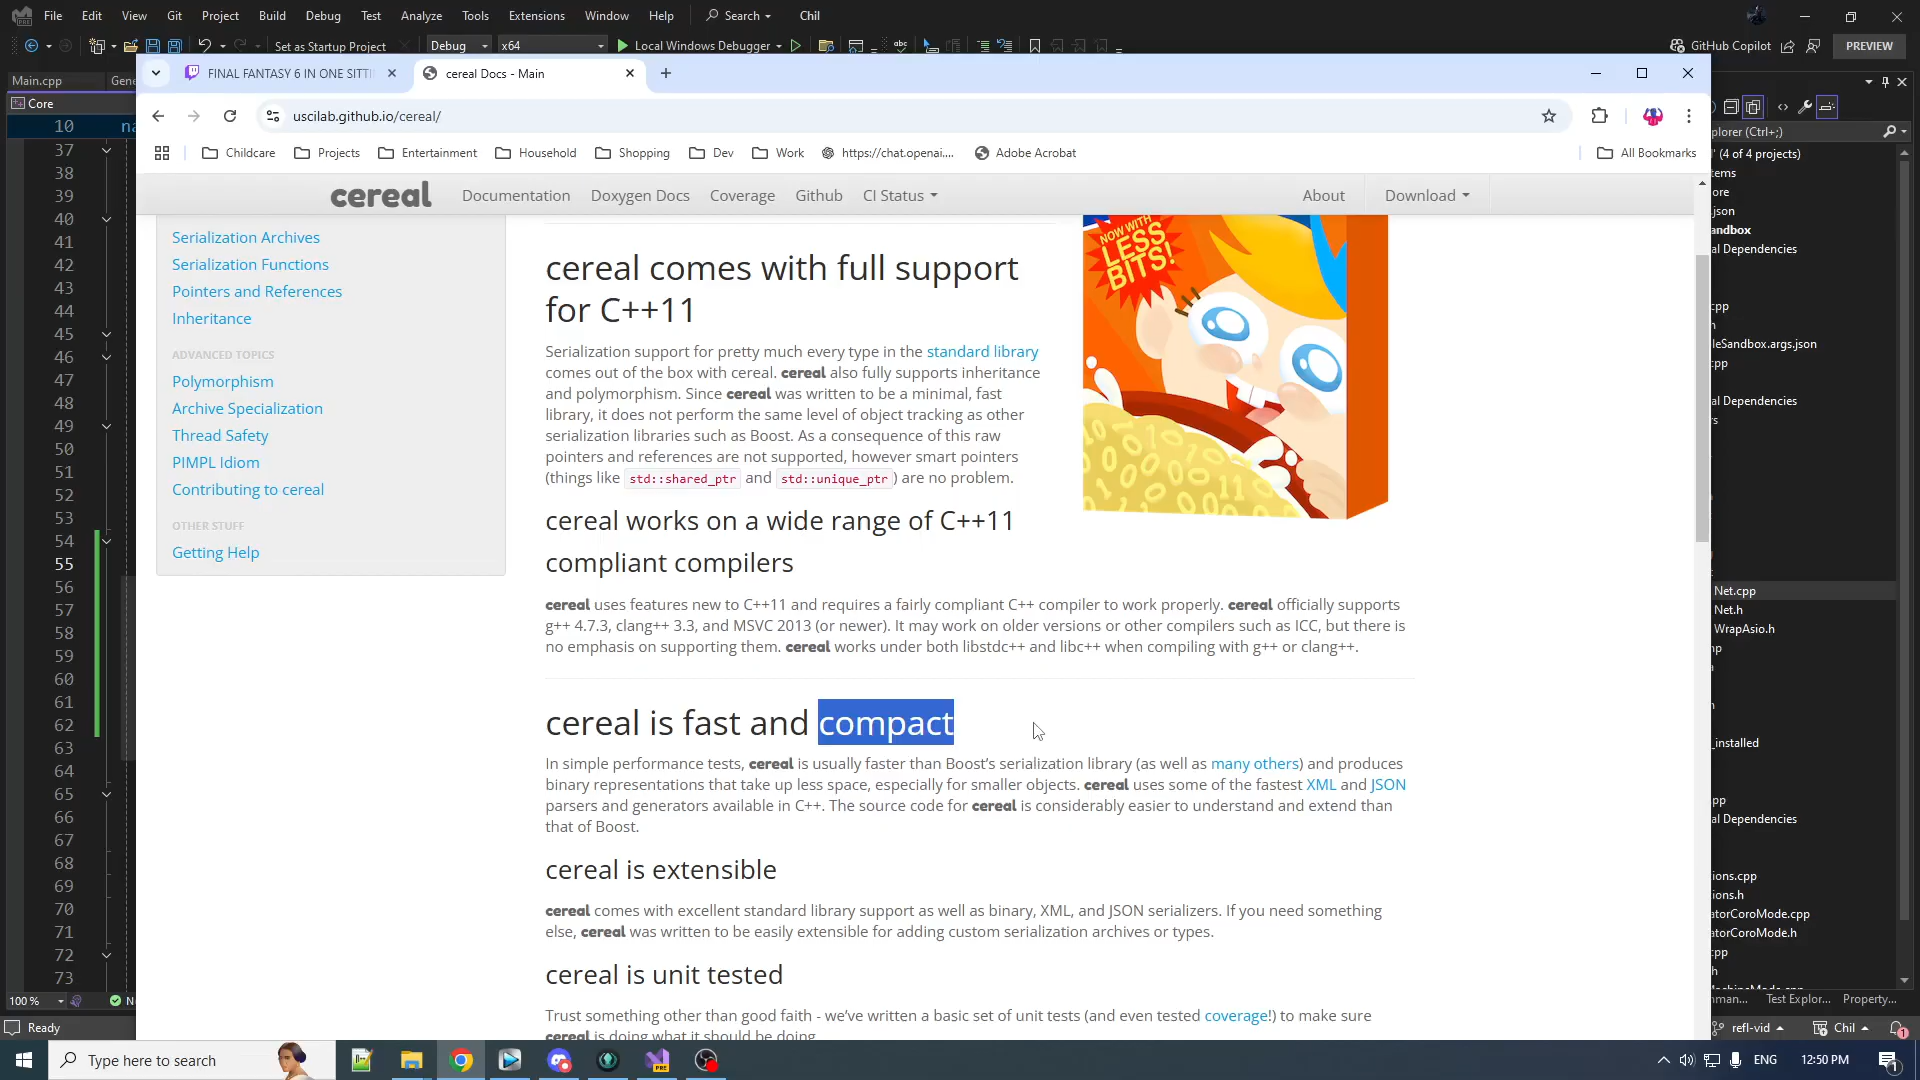 File Edit View Git Project Build Debug Test Analyze Tools Extensions Window Help Search Chil
Set as Startup Project Debug x64 Local Windows Debugger GitHub Copilot PREVIEW
Main.cpp
Core
FINAL FANTASY 6 IN ONE SITTI
cereal Docs - Main
uscilab.github.io/cereal/
Childcare Projects Entertainment Household Shopping Dev Work https://chat.openai.... Adobe Acrobat All Bookmarks
cereal Documentation Doxygen Docs Coverage Github CI Status About Download
Serialization Archives
Serialization Functions
Pointers and References
Inheritance
ADVANCED TOPICS
Polymorphism
Archive Specialization
Thread Safety
PIMPL Idiom
Contributing to cereal
OTHER STUFF
Getting Help
cereal comes with full support
for C++11
Serialization support for pretty much every type in the standard library
comes out of the box with cereal. cereal also fully supports inheritance
and polymorphism. Since cereal was written to be a minimal, fast
library, it does not perform the same level of object tracking as other
serialization libraries such as Boost. As a consequence of this raw
pointers and references are not supported, however smart pointers
(things like std::shared_ptr and std::unique_ptr) are no problem.
NOW WITH
LESS
BITS!
cereal works on a wide range of C++11
compliant compilers
cereal uses features new to C++11 and requires a fairly compliant C++ compiler to work properly. cereal officially supports
g++ 4.7.3, clang++ 3.3, and MSVC 2013 (or newer). It may work on older versions or other compilers such as ICC, but there is
no emphasis on supporting them. cereal works under both libstdc++ and libc++ when compiling with g++ or clang++.
cereal is fast and compact
In simple performance tests, cereal is usually faster than Boost's serialization library (as well as many others) and produces
binary representations that take up less space, especially for smaller objects. cereal uses some of the fastest XML and JSON
parsers and generators available in C++. The source code for cereal is considerably easier to understand and extend than
that of Boost.
cereal is extensible
cereal comes with excellent standard library support as well as binary, XML, and JSON serializers. If you need something
else, cereal was written to be easily extensible for adding custom serialization archives or types.
cereal is unit tested
Trust something other than good faith - we've written a basic set of unit tests (and even tested coverage!) to make sure
cereal is doing what it should be doing.
10
37
38
39
40
41
42
43
44
45
46
47
48
49
50
51
52
53
54
55
56
57
58
59
60
61
62
63
64
65
66
67
68
69
70
71
72
73
100 %
Ready
plorer (Ctrl+;)
(4 of 4 projects)
tems
ore
.json
andbox
al Dependencies
cpp
leSandbox.args.json
cpp
al Dependencies
Net.cpp
Net.h
WrapAsio.h
_installed
al Dependencies
ions.cpp
ions.h
atorCoroMode.cpp
atorCoroMode.h
cpp
mman... Test Explor... Property...
refl-vid Chil
Type here to search
ENG 12:50 PM